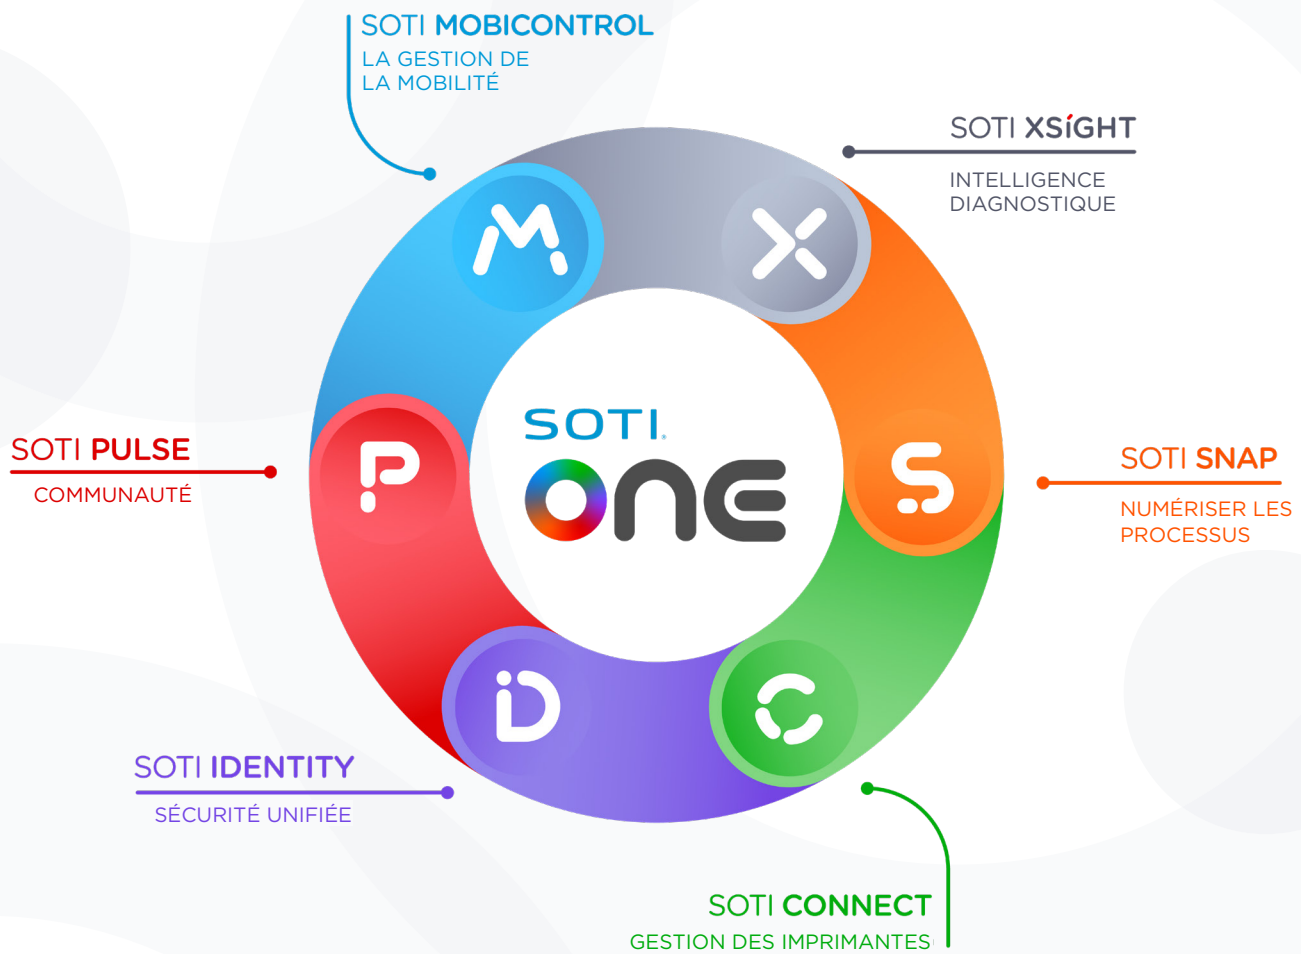 SOTI MOBICONTROL
LA GESTION DE
LA MOBILITÉ
SOTI XSíGHT
INTELLIGENCE
DIAGNOSTIQUE
M
X
SOTI
ONE
P
S
SOTI PULSE
COMMUNAUTÉ
SOTI SNAP
NUMÉRISER LES
PROCESSUS
iD
C
SOTI IDENTITY
SÉCURITÉ UNIFIÉE
SOTI CONNECT
GESTION DES IMPRIMANTES